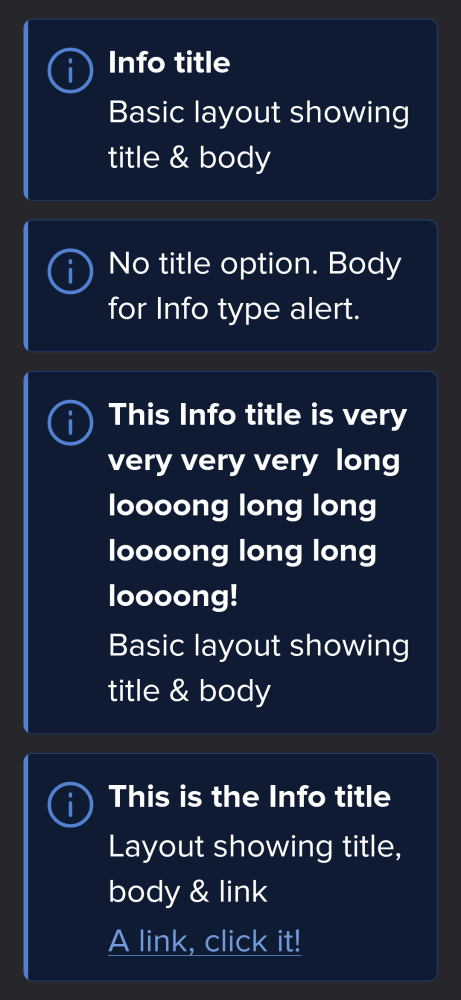 Info title
Basic layout showing
title & body
No title option. Body
for Info type alert.
This Info title is very
very very very  long
loooong long long
loooong long long
loooong!
Basic layout showing
title & body
This is the Info title
Layout showing title,
body & link
A link, click it!